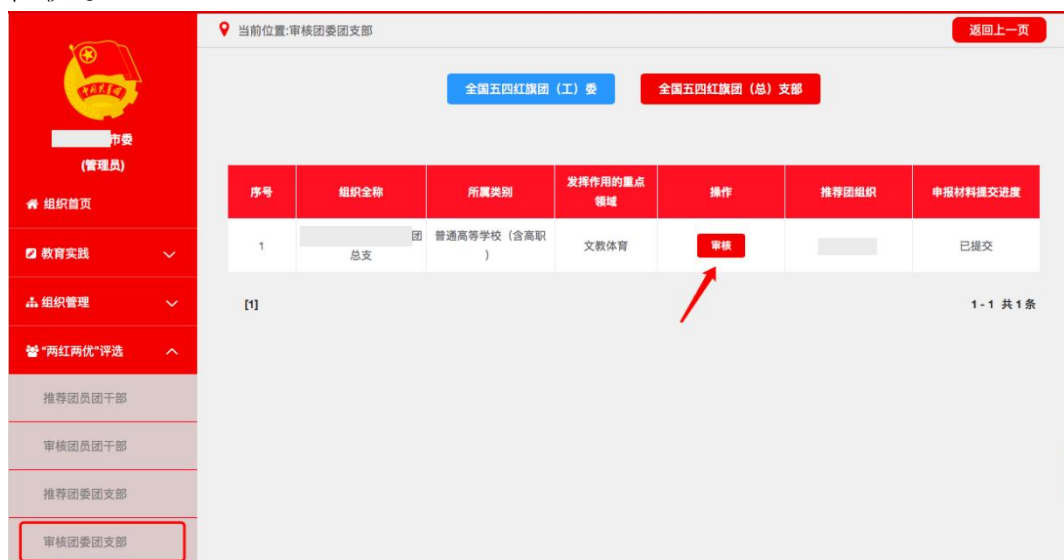 当前位置:审核团委团支部
返回上一页
中国共青团
市委
(管理员)
组织首页
教育实践
组织管理
“两红两优”评选
推荐团员团干部
审核团员团干部
推荐团委团支部
审核团委团支部
全国五四红旗团（工）委
全国五四红旗团（总）支部
序号
组织全称
所属类别
发挥作用的重点
领域
操作
推荐团组织
申报材料提交进度
1
团
总支
普通高等学校（含高职
）
文教体育
审核
已提交
[1]
1 - 1 共 1 条